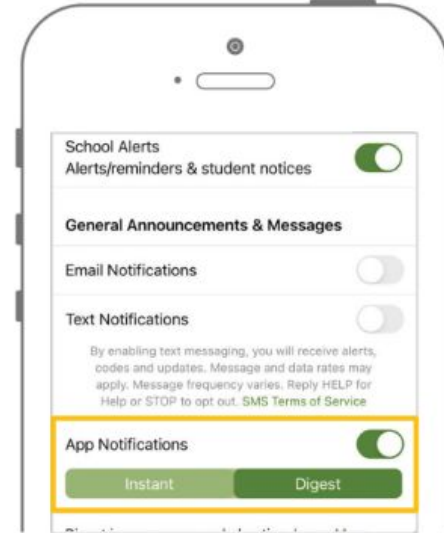 School Alerts
Alerts/reminders & student notices
General Announcements & Messages
Email Notifications
Text Notifications
By enabling text messaging, you will receive alerts,
codes and updates. Message and data rates may
apply. Message frequency varies. Reply HELP for
Help or STOP to opt out. SMS Terms of Service
App Notifications
Instant Digest